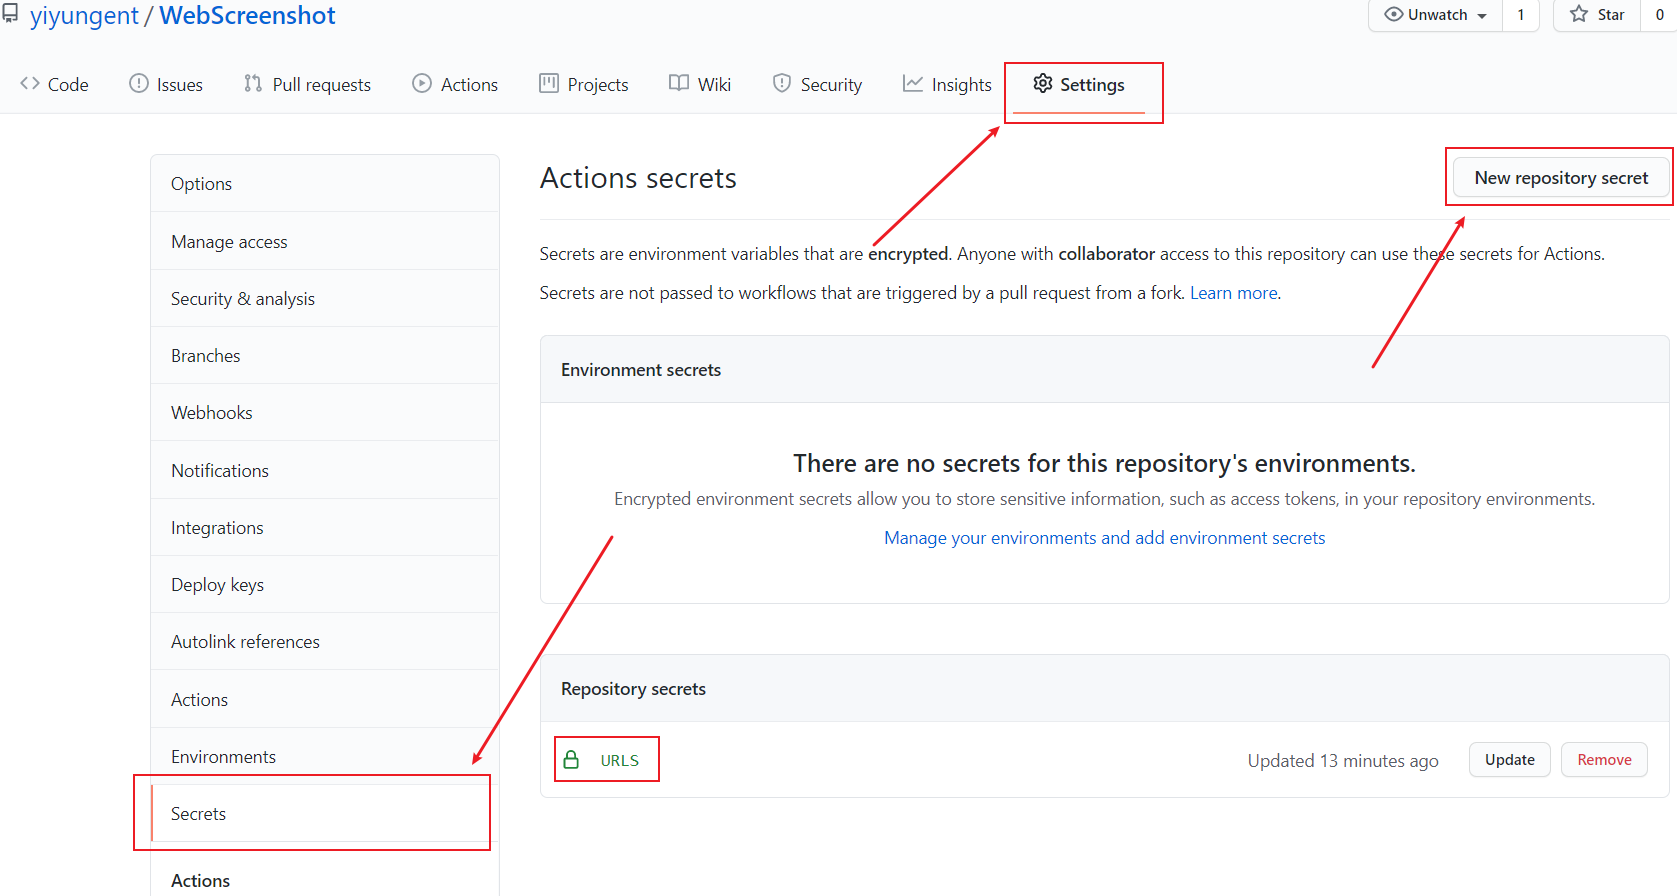 yiyungent / WebScreenshot
Unwatch 1 Star 0
Code Issues Pull requests Actions Projects Wiki Security Insights Settings
Options
Manage access
Security & analysis
Branches
Webhooks
Notifications
Integrations
Deploy keys
Autolink references
Actions
Environments
Secrets
Actions
Actions secrets
New repository secret
Secrets are environment variables that are encrypted. Anyone with collaborator access to this repository can use these secrets for Actions.
Secrets are not passed to workflows that are triggered by a pull request from a fork. Learn more.
Environment secrets
There are no secrets for this repository's environments.
Encrypted environment secrets allow you to store sensitive information, such as access tokens, in your repository environments.
Manage your environments and add environment secrets
Repository secrets
URLS Updated 13 minutes ago Update Remove